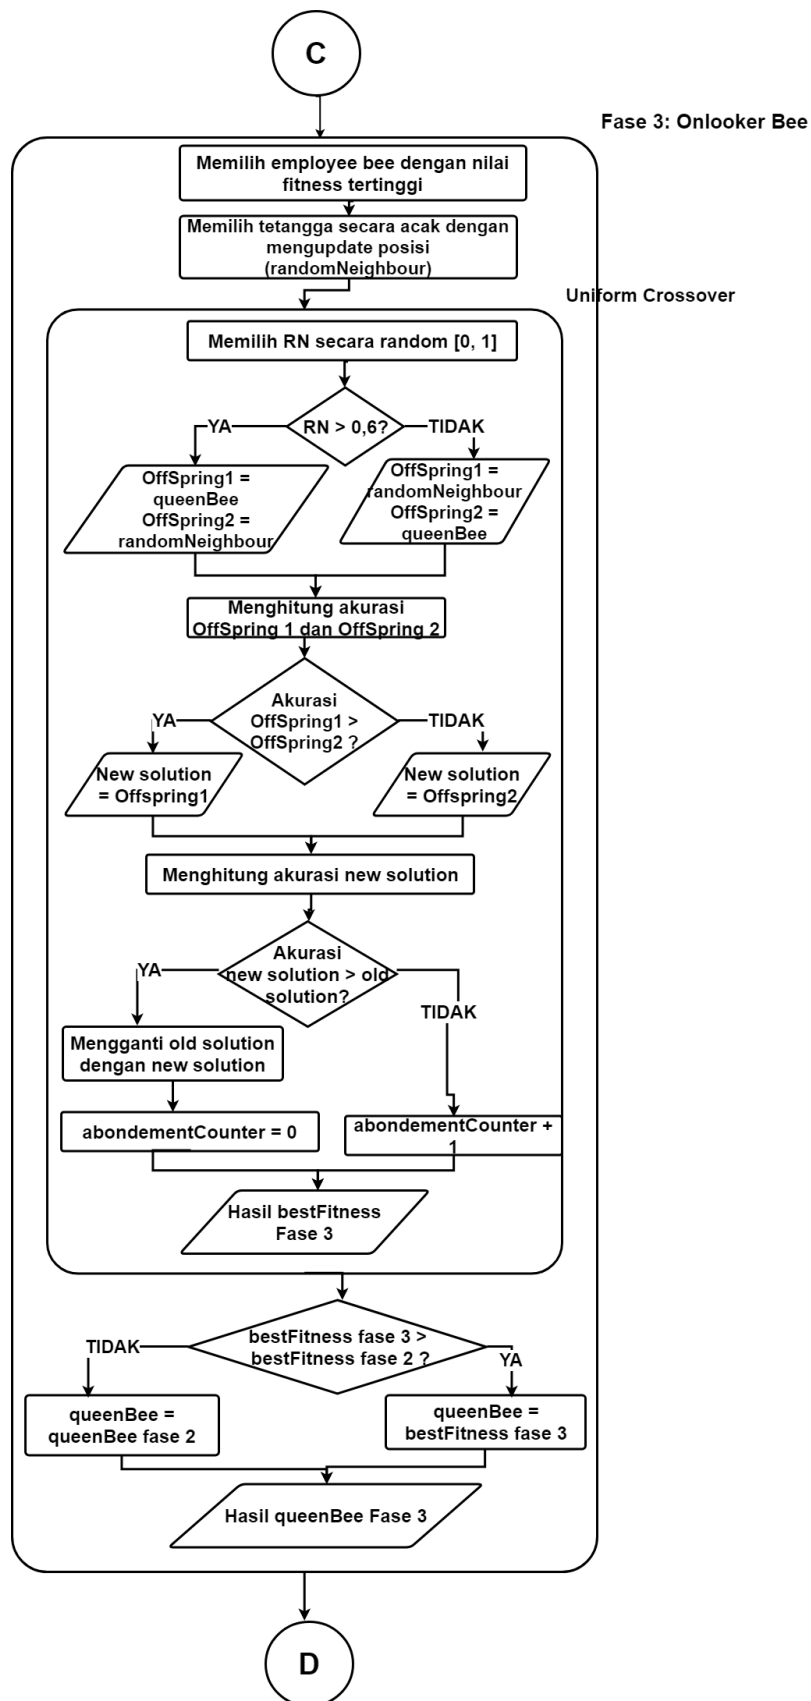 C
Fase 3: Onlooker Bee
Memilih employee bee dengan nilai
fitness tertinggi
Memilih tetangga secara acak dengan
mengupdate posisi
(randomNeighbour)
Uniform Crossover
Memilih RN secara random [0, 1]
RN > 0,6?
YA
TIDAK
OffSpring1 =
queenBee
OffSpring2 =
randomNeighbour
OffSpring1 =
randomNeighbour
OffSpring2 =
queenBee
Menghitung akurasi
OffSpring 1 dan OffSpring 2
Akurasi
OffSpring1 >
OffSpring2 ?
YA
TIDAK
New solution
= Offspring1
New solution
= Offspring2
Menghitung akurasi new solution
Akurasi
new solution > old
solution?
YA
TIDAK
Mengganti old solution
dengan new solution
abondementCounter = 0
abondementCounter +
1
Hasil bestFitness
Fase 3
bestFitness fase 3 >
bestFitness fase 2 ?
TIDAK
YA
queenBee =
queenBee fase 2
queenBee =
bestFitness fase 3
Hasil queenBee Fase 3
D